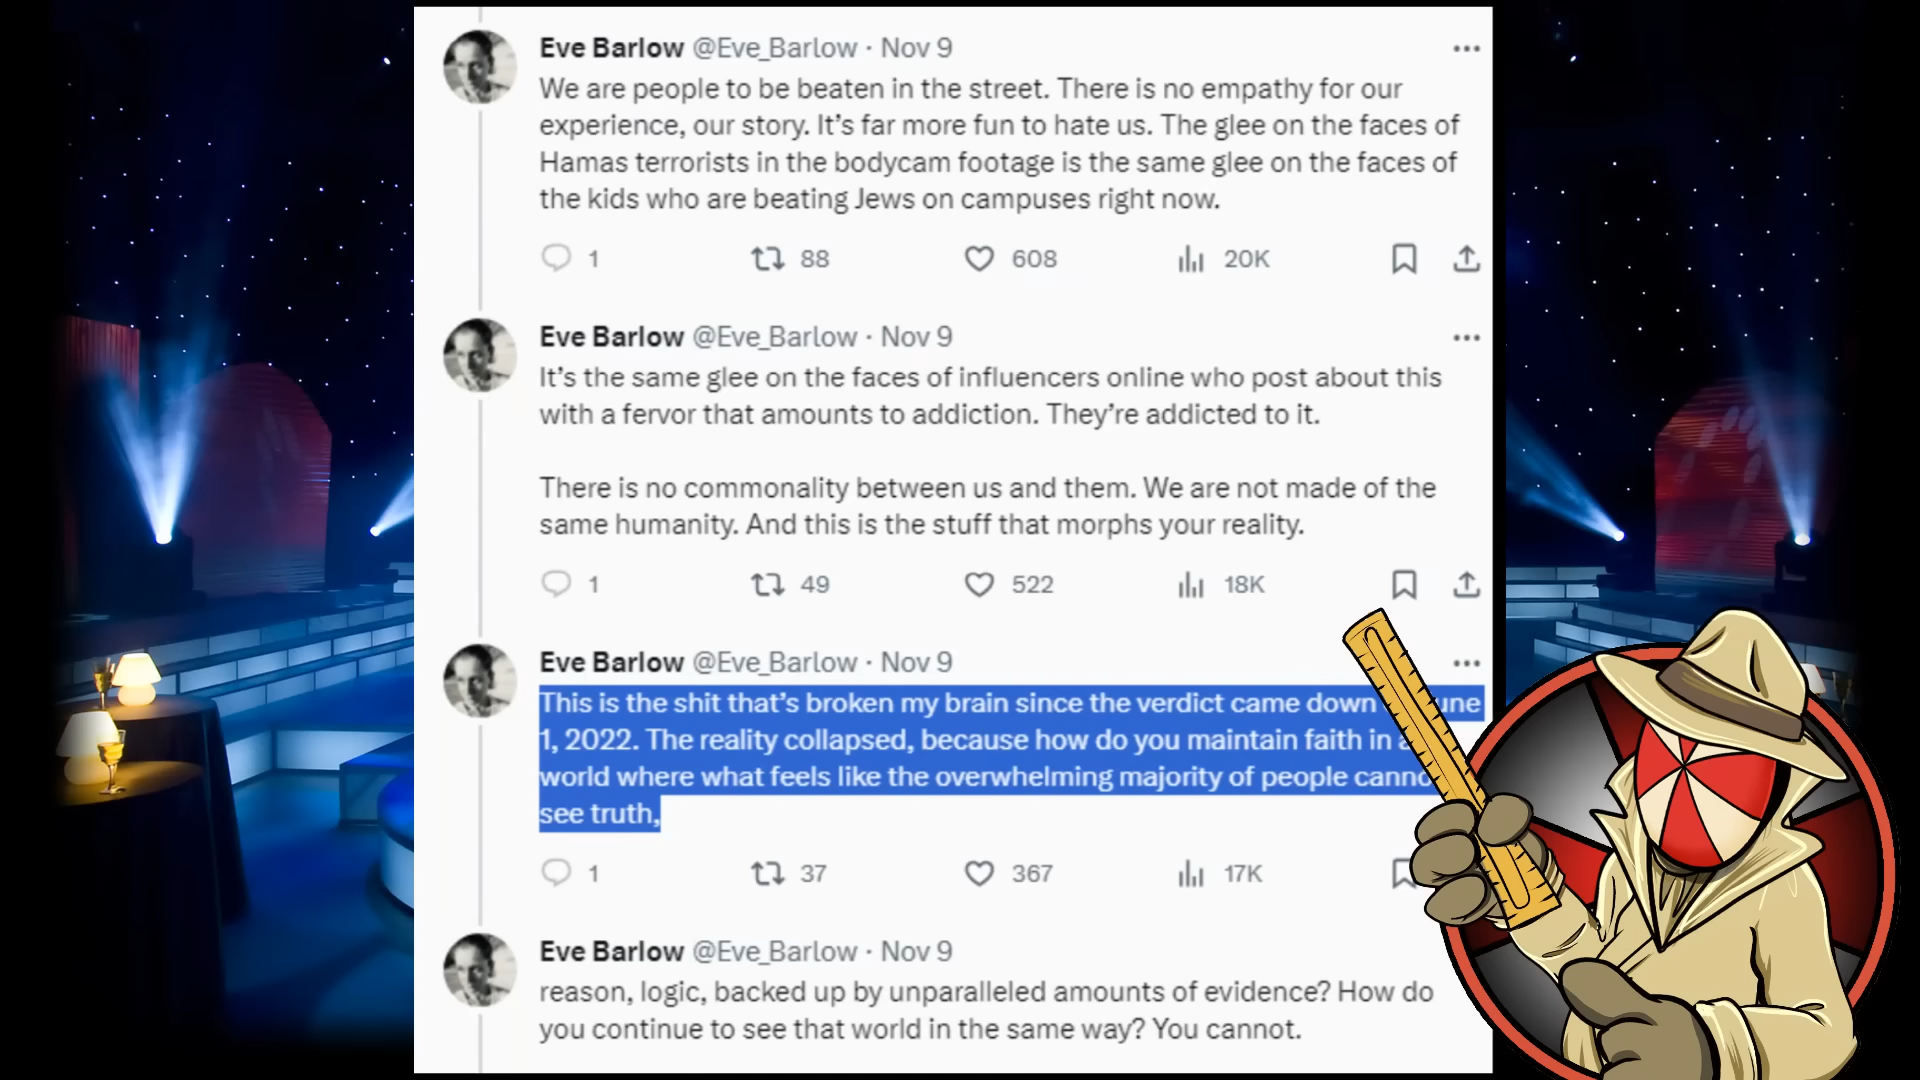 Eve Barlow @Eve_Barlow · Nov 9
We are people to be beaten in the street. There is no empathy for our
experience, our story. It's far more fun to hate us. The glee on the faces of
Hamas terrorists in the bodycam footage is the same glee on the faces of
the kids who are beating Jews on campuses right now.
1 88 608 20K
Eve Barlow @Eve_Barlow · Nov 9
It's the same glee on the faces of influencers online who post about this
with a fervor that amounts to addiction. They're addicted to it.
There is no commonality between us and them. We are not made of the
same humanity. And this is the stuff that morphs your reality.
1 49 522 18K
Eve Barlow @Eve_Barlow · Nov 9
This is the shit that's broken my brain since the verdict came down
1, 2022. The reality collapsed, because how do you maintain faith in a
world where what feels like the overwhelming majority of people
see truth,
1 37 367 17K
Eve Barlow @Eve_Barlow · Nov 9
reason, logic, backed up by unparalleled amounts of evidence? How do
you continue to see that world in the same way? You cannot.